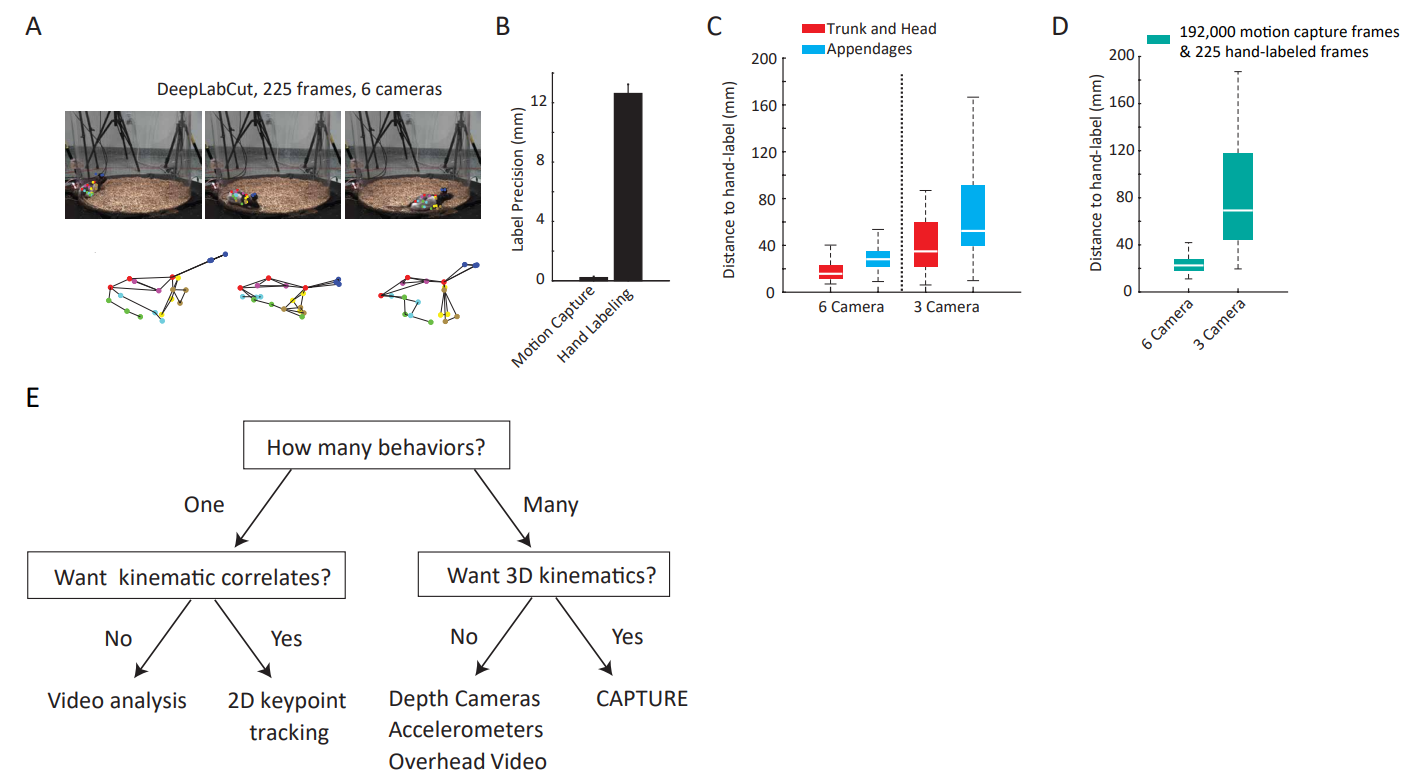 A
DeepLabCut, 225 frames, 6 cameras
B
Label Precision (mm)
12
8
4
0
Motion Capture
Hand Labeling
C
Trunk and Head
Appendages
Distance to hand-label (mm)
200
160
120
80
40
0
6 Camera
3 Camera
D
192,000 motion capture frames
& 225 hand-labeled frames
Distance to hand-label (mm)
200
160
120
80
40
0
6 Camera
3 Camera
E
How many behaviors?
One
Many
Want kinematic correlates?
Want 3D kinematics?
No
Yes
No
Yes
Video analysis
2D keypoint
tracking
Depth Cameras
Accelerometers
Overhead Video
CAPTURE